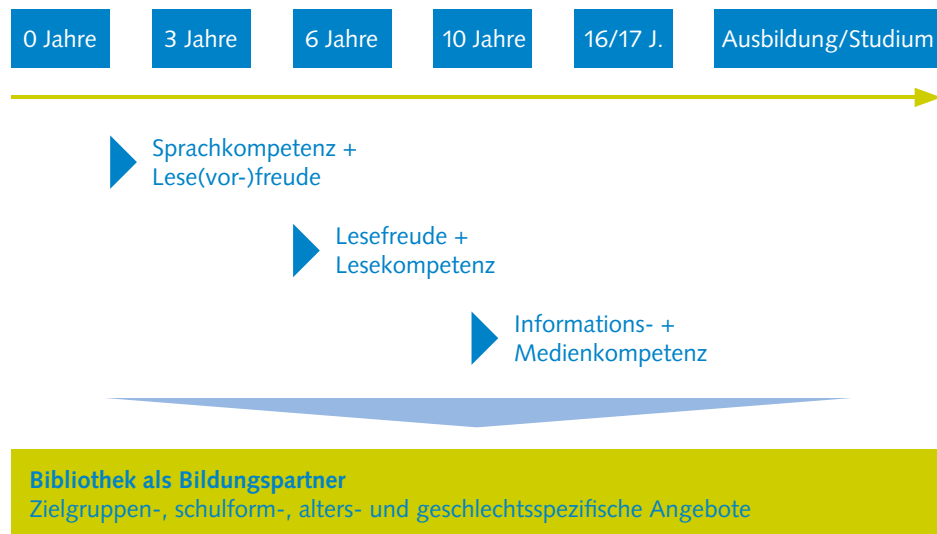 0 Jahre
3 Jahre
6 Jahre
10 Jahre
16/17 J.
Ausbildung/Studium
Sprachkompetenz +
Lese(vor-)freude
Lesefreude +
Lesekompetenz
Informations- +
Medienkompetenz
Bibliothek als Bildungspartner
Zielgruppen-, schulform-, alters- und geschlechtsspezifische Angebote